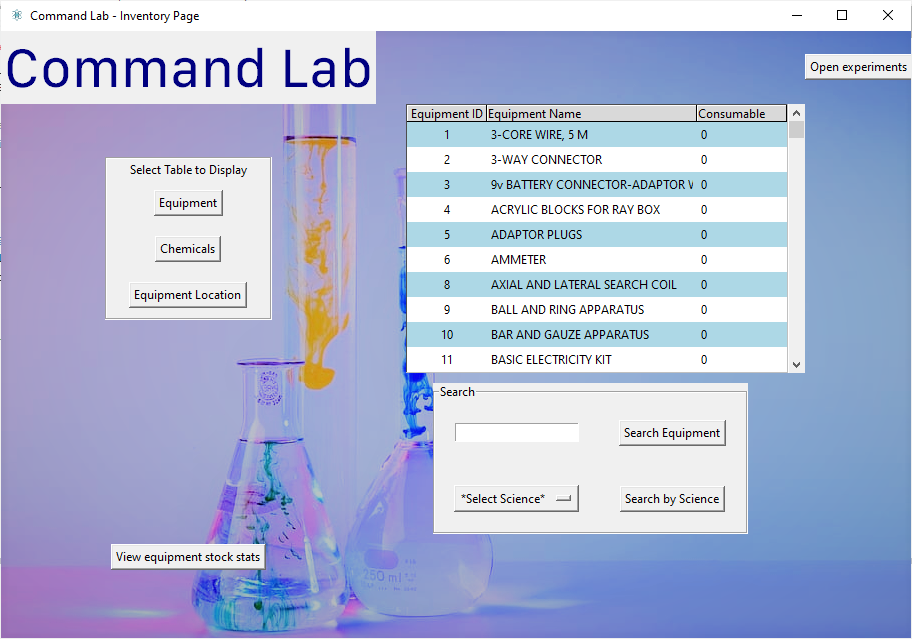 Command Lab - Inventory Page
Command Lab
Open experiments
Equipment ID Equipment Name Consumable
1 3-CORE WIRE, 5 M 0
2 3-WAY CONNECTOR 0
3 9v BATTERY CONNECTOR-ADAPTOR 0
4 ACRYLIC BLOCKS FOR RAY BOX 0
5 ADAPTOR PLUGS 0
6 AMMETER 0
8 AXIAL AND LATERAL SEARCH COIL 0
9 BALL AND RING APPARATUS 0
10 BAR AND GAUZE APPARATUS 0
11 BASIC ELECTRICITY KIT 0
Select Table to Display
Equipment
Chemicals
Equipment Location
Search
Search Equipment
*Select Science*
Search by Science
View equipment stock stats
250 ml